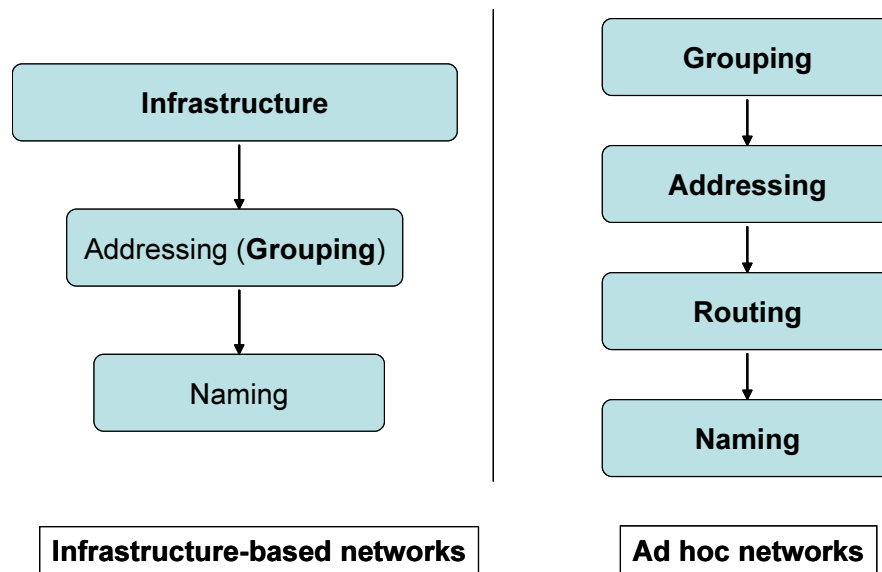 Infrastructure
Addressing (Grouping)
Naming
Infrastructure-based networks
Grouping
Addressing
Routing
Naming
Ad hoc networks